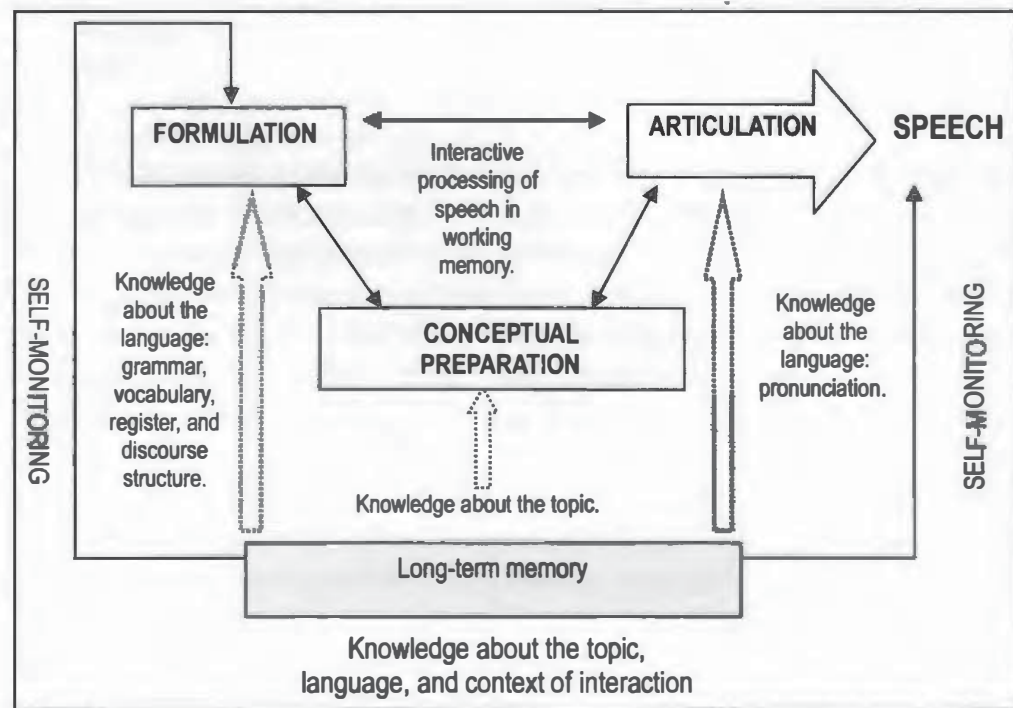 FORMULATION
ARTICULATION
SPEECH
Interactive
processing of
speech in
working
memory.
SELF-MONITORING
Knowledge
about the
language:
grammar,
vocabulary,
register, and
discourse
structure.
CONCEPTUAL
PREPARATION
Knowledge
about the
language:
pronunciation.
SELF-MONITORING
Knowledge about the topic.
Long-term memory
Knowledge about the topic,
language, and context of interaction